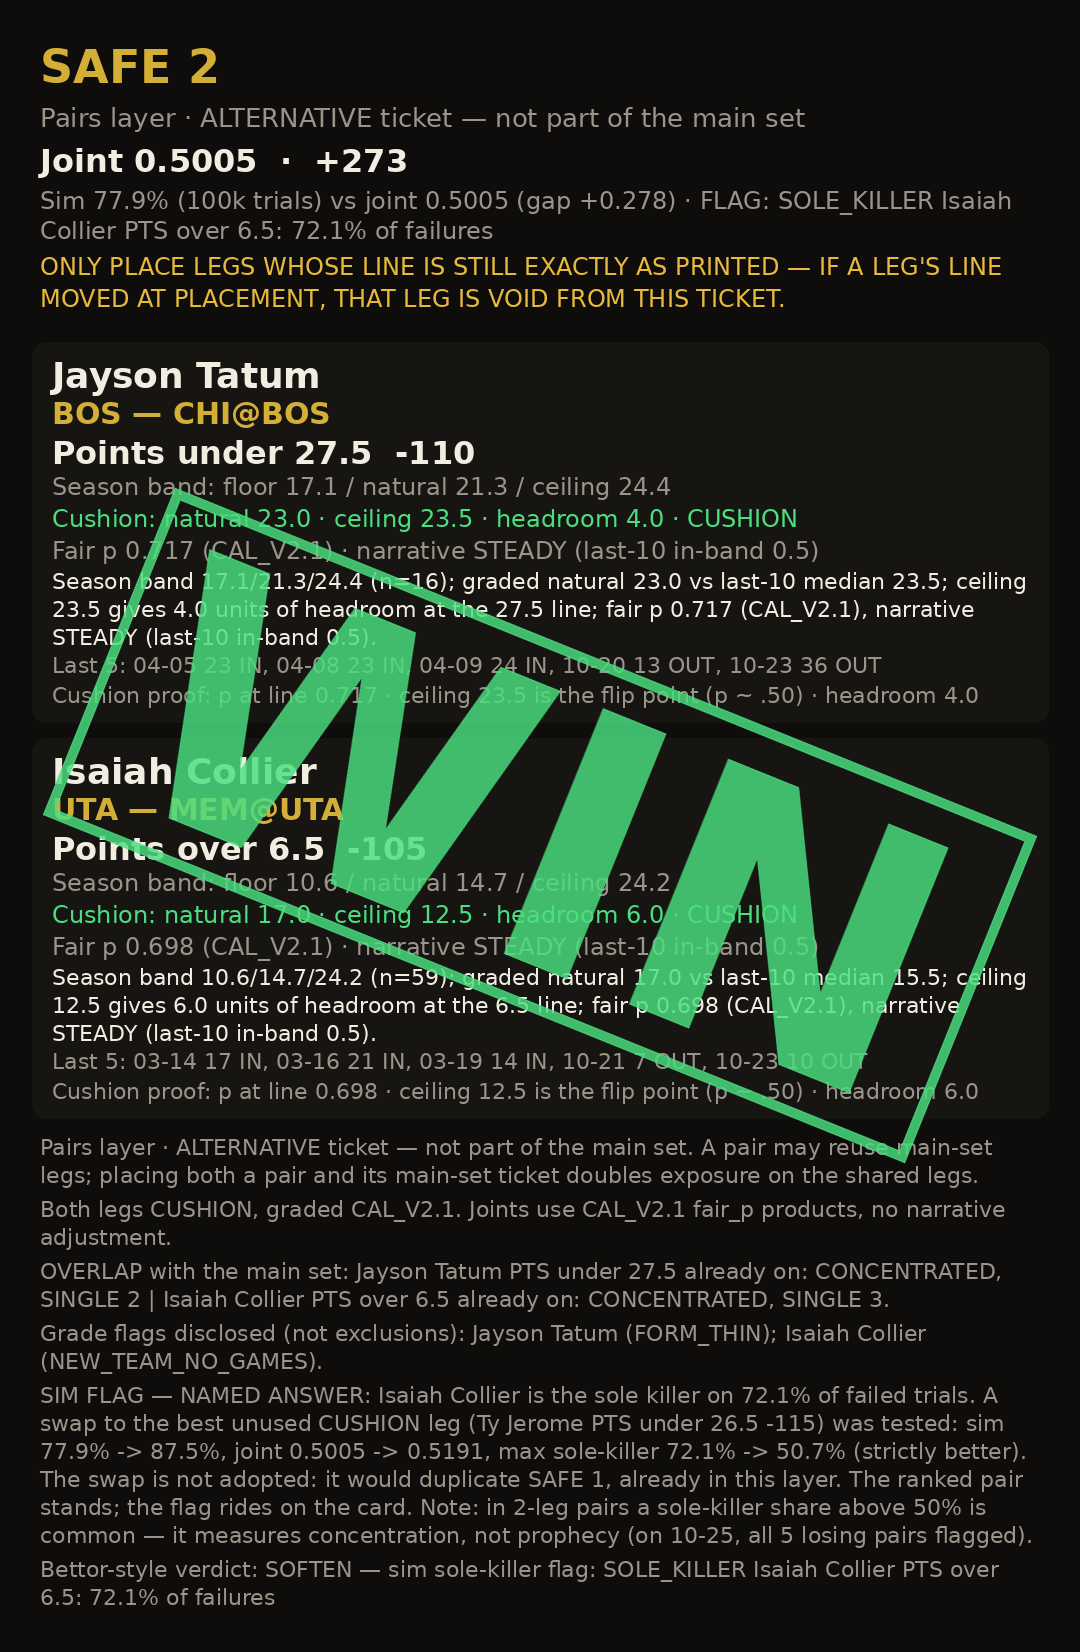 SAFE 2
Pairs layer · ALTERNATIVE ticket — not part of the main set
Joint 0.5005 · +273
Sim 77.9% (100k trials) vs joint 0.5005 (gap +0.278) · FLAG: SOLE_KILLER Isaiah
Collier PTS over 6.5: 72.1% of failures
ONLY PLACE LEGS WHOSE LINE IS STILL EXACTLY AS PRINTED — IF A LEG'S LINE
MOVED AT PLACEMENT, THAT LEG IS VOID FROM THIS TICKET.
Jayson Tatum
BOS — CHI@BOS
Points under 27.5 -110
Season band: floor 17.1 / natural 21.3 / ceiling 24.4
Cushion: natural 23.0 · ceiling 23.5 · headroom 4.0 · CUSHION
Fair p 0.717 (CAL_V2.1) · narrative STEADY (last-10 in-band 0.5)
Season band 17.1/21.3/24.4 (n=16); graded natural 23.0 vs last-10 median 23.5; ceiling
23.5 gives 4.0 units of headroom at the 27.5 line; fair p 0.717 (CAL_V2.1), narrative
STEADY (last-10 in-band 0.5).
Last 5: 04-05 23 IN, 04-08 23 IN, 04-09 24 IN, 10-20 13 OUT, 10-23 36 OUT
Cushion proof: p at line 0.717 · ceiling 23.5 is the flip point (p ~ .50) · headroom 4.0
WIN
Isaiah Collier
UTA — MEM@UTA
Points over 6.5 -105
Season band: floor 10.6 / natural 14.7 / ceiling 24.2
Cushion: natural 17.0 · ceiling 12.5 · headroom 6.0 · CUSHION
Fair p 0.698 (CAL_V2.1) · narrative STEADY (last-10 in-band 0.5)
Season band 10.6/14.7/24.2 (n=59); graded natural 17.0 vs last-10 median 15.5; ceiling
12.5 gives 6.0 units of headroom at the 6.5 line; fair p 0.698 (CAL_V2.1), narrative
STEADY (last-10 in-band 0.5).
Last 5: 03-14 17 IN, 03-16 21 IN, 03-19 14 IN, 10-21 7 OUT, 10-23 10 OUT
Cushion proof: p at line 0.698 · ceiling 12.5 is the flip point (p ~ .50) · headroom 6.0
Pairs layer · ALTERNATIVE ticket — not part of the main set. A pair may reuse main-set
legs; placing both a pair and its main-set ticket doubles exposure on the shared legs.
Both legs CUSHION, graded CAL_V2.1. Joints use CAL_V2.1 fair_p products, no narrative
adjustment.
OVERLAP with the main set: Jayson Tatum PTS under 27.5 already on: CONCENTRATED,
SINGLE 2 | Isaiah Collier PTS over 6.5 already on: CONCENTRATED, SINGLE 3.
Grade flags disclosed (not exclusions): Jayson Tatum (FORM_THIN); Isaiah Collier
(NEW_TEAM_NO_GAMES).
SIM FLAG — NAMED ANSWER: Isaiah Collier is the sole killer on 72.1% of failed trials. A
swap to the best unused CUSHION leg (Ty Jerome PTS under 26.5 -115) was tested: sim
77.9% -> 87.5%, joint 0.5005 -> 0.5191, max sole-killer 72.1% -> 50.7% (strictly better).
The swap is not adopted: it would duplicate SAFE 1, already in this layer. The ranked pair
stands; the flag rides on the card. Note: in 2-leg pairs a sole-killer share above 50% is
common — it measures concentration, not prophecy (on 10-25, all 5 losing pairs flagged).
Bettor-style verdict: SOFTEN — sim sole-killer flag: SOLE_KILLER Isaiah Collier PTS over
6.5: 72.1% of failures